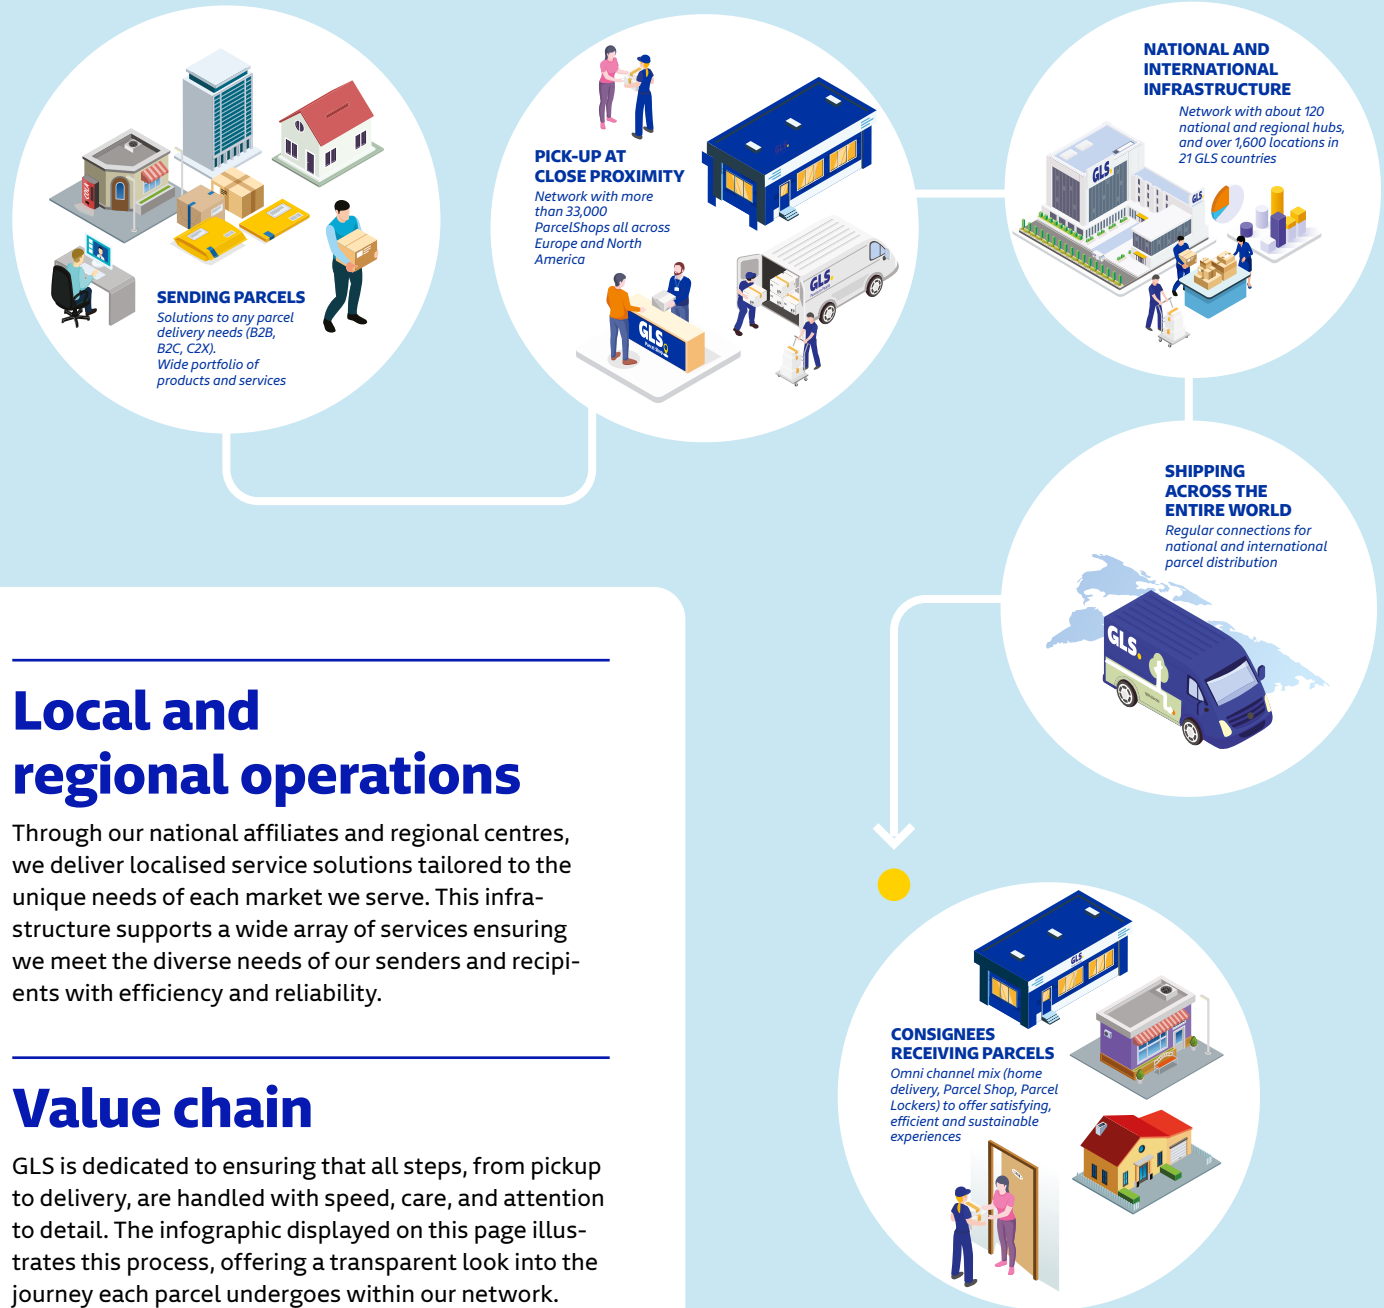 SENDING PARCELS
Solutions to any parcel
delivery needs (B2B,
B2C, C2X).
Wide portfolio of
products and services
PICK-UP AT
CLOSE PROXIMITY
Network with more
than 33,000
ParcelShops all across
Europe and North
America
GLS.
GLS
NATIONAL AND
INTERNATIONAL
INFRASTRUCTURE
Network with about 120
national and regional hubs,
and over 1,600 locations in
21 GLS countries
GLS.
GLS
SHIPPING
ACROSS THE
ENTIRE WORLD
Regular connections for
national and international
parcel distribution
GLS.
Local and
regional operations
Through our national affiliates and regional centres,
we deliver localised service solutions tailored to the
unique needs of each market we serve. This infra-
structure supports a wide array of services ensuring
we meet the diverse needs of our senders and recipi-
ents with efficiency and reliability.
Value chain
GLS is dedicated to ensuring that all steps, from pickup
to delivery, are handled with speed, care, and attention
to detail. The infographic displayed on this page illus-
trates this process, offering a transparent look into the
journey each parcel undergoes within our network.
GLS
CONSIGNEES
RECEIVING PARCELS
Omni channel mix (home
delivery, Parcel Shop, Parcel
Lockers) to offer satisfying,
efficient and sustainable
experiences